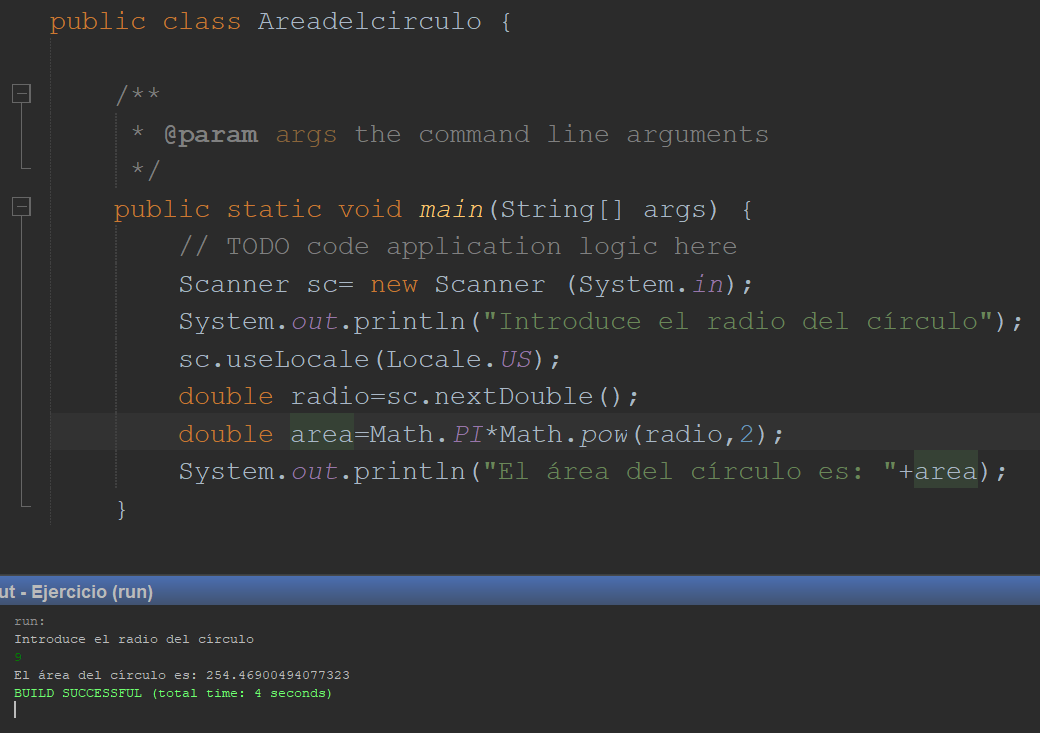 public class Areadelcirculo {
/**
* @param args the command line arguments
*/
public static void main(String[] args) {
// TODO code application logic here
Scanner sc= new Scanner (System.in);
System.out.println("Introduce el radio del círculo");
sc.useLocale(Locale.US);
double radio=sc.nextDouble();
double area=Math.PI*Math.pow(radio,2);
System.out.println("El área del círculo es: "+area);
}
ut - Ejercicio (run)
run:
Introduce el radio del círculo
9
El área del círculo es: 254.46900494077323
BUILD SUCCESSFUL (total time: 4 seconds)